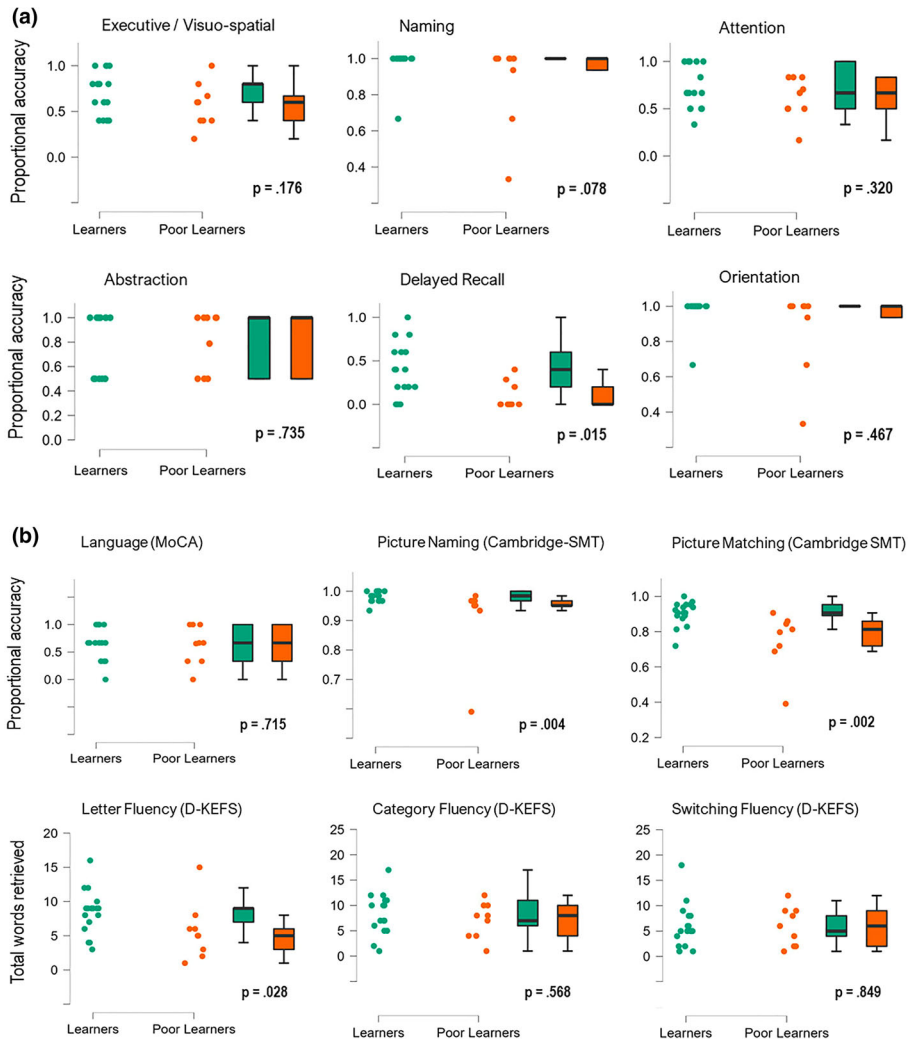 (a)
Executive / Visuo-spatial
Naming
Attention
Proportional accuracy
1.0
0.5
0.0
p = .176
Learners
Poor Learners
1.0
0.8
0.6
0.4
p = .078
Learners
Poor Learners
1.0
0.5
0.0
p = .320
Learners
Poor Learners
Abstraction
Delayed Recall
Orientation
Proportional accuracy
1.0
0.8
0.6
0.4
0.2
0.0
p = .735
Learners
Poor Learners
1.0
0.5
0.0
p = .015
Learners
Poor Learners
1.0
0.8
0.6
0.4
p = .467
Learners
Poor Learners
(b)
Language (MoCA)
Picture Naming (Cambridge-SMT)
Picture Matching (Cambridge SMT)
Proportional accuracy
1.0
0.5
0.0
p = .715
Learners
Poor Learners
1.0
0.9
0.8
0.7
p = .004
Learners
Poor Learners
1.0
0.8
0.6
0.4
0.2
p = .002
Learners
Poor Learners
Letter Fluency (D-KEFS)
Category Fluency (D-KEFS)
Switching Fluency (D-KEFS)
Total words retrieved
20
15
10
5
0
p = .028
Learners
Poor Learners
25
20
15
10
5
0
p = .568
Learners
Poor Learners
25
20
15
10
5
0
p = .849
Learners
Poor Learners